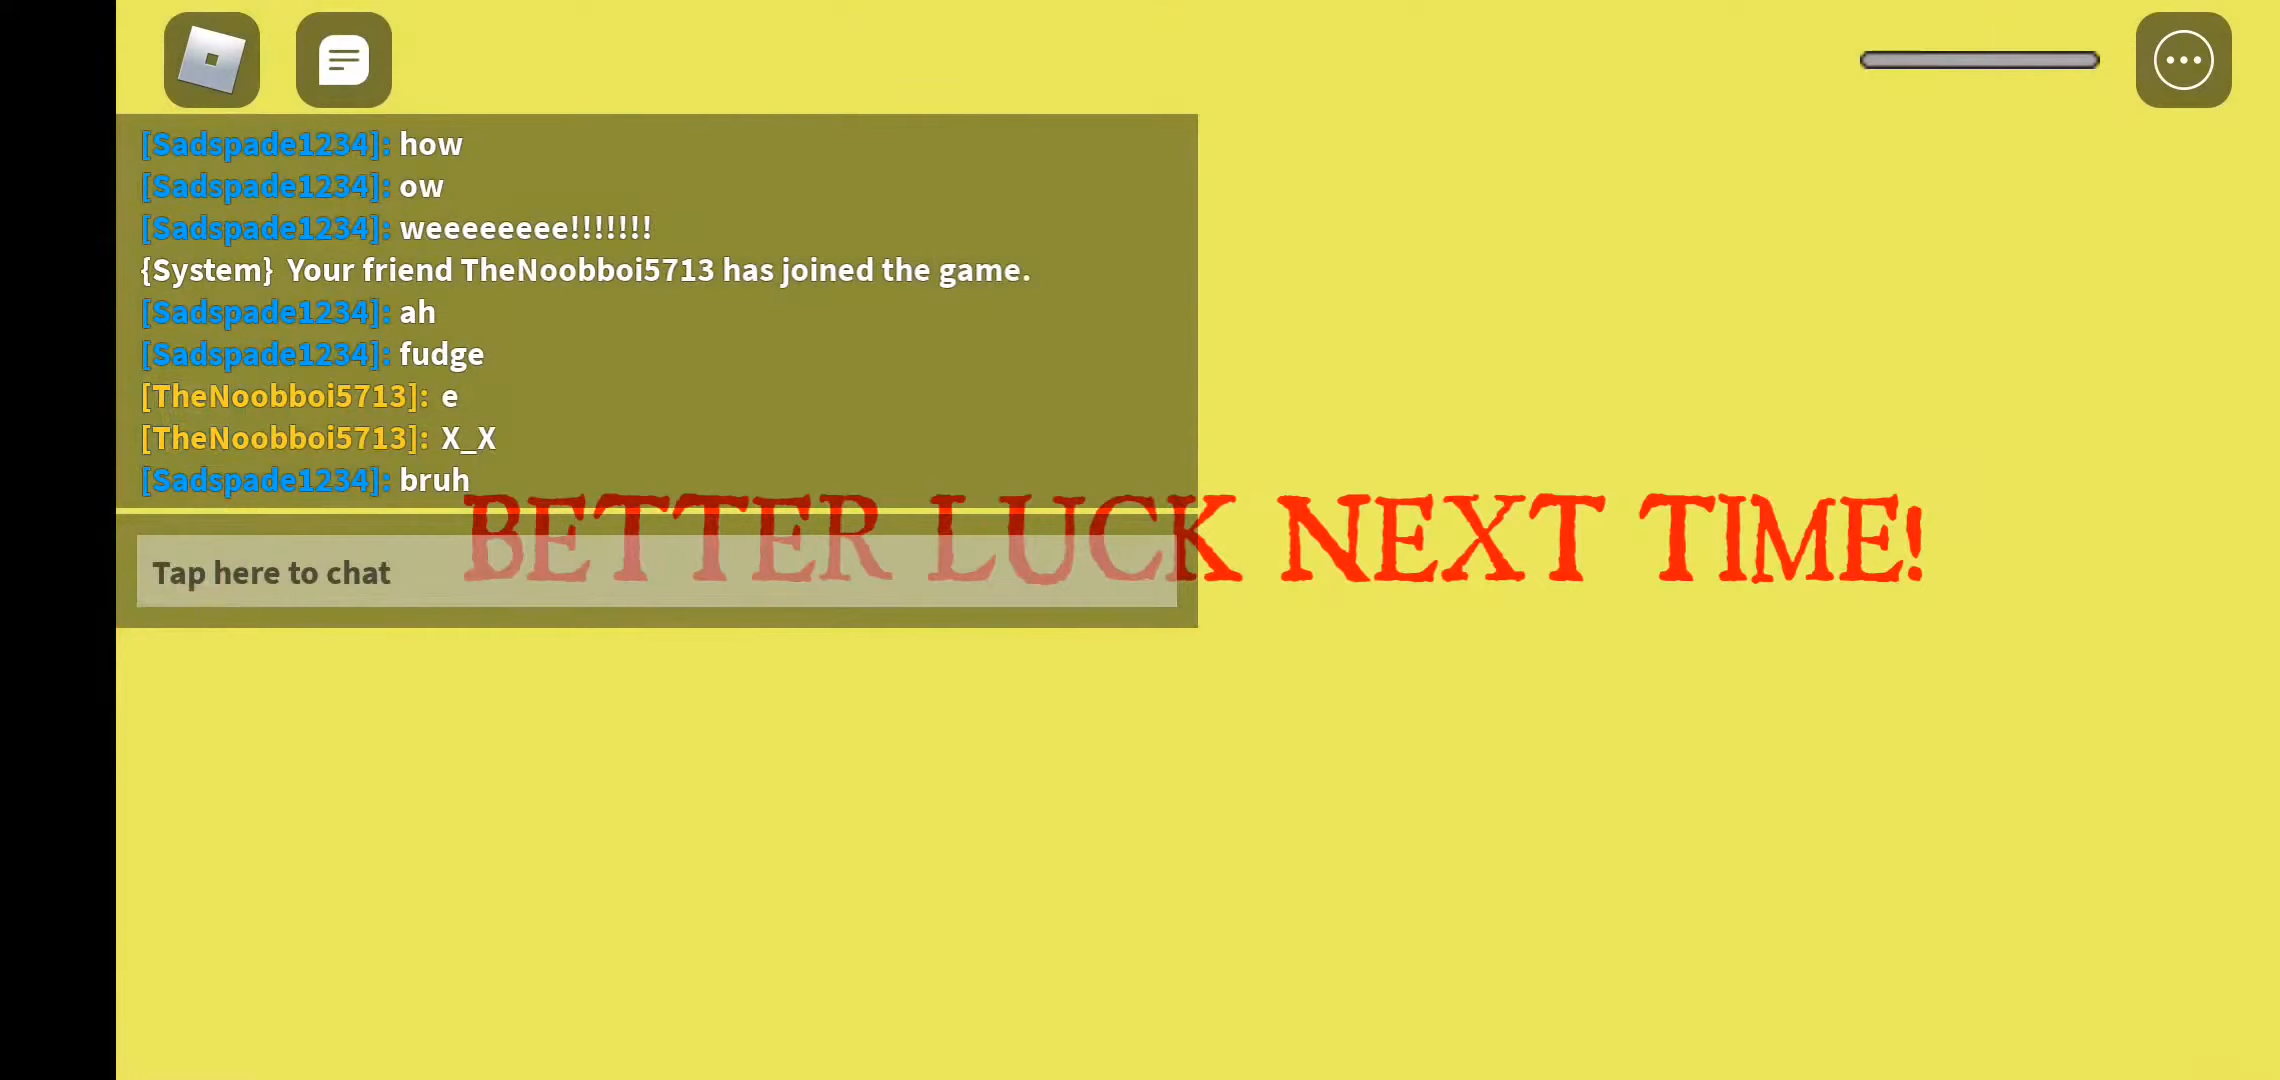 [Sadspade1234]: how
[Sadspade1234]: ow
[Sadspade1234]: weeeeeeee!!!!!!!
{System} Your friend TheNoobboi5713 has joined the game.
[Sadspade1234]: ah
[Sadspade1234]: fudge
[TheNoobboi5713]: e
[TheNoobboi5713]: X_X
[Sadspade1234]: bruh
BETTER LUCK NEXT TIME!
Tap here to chat